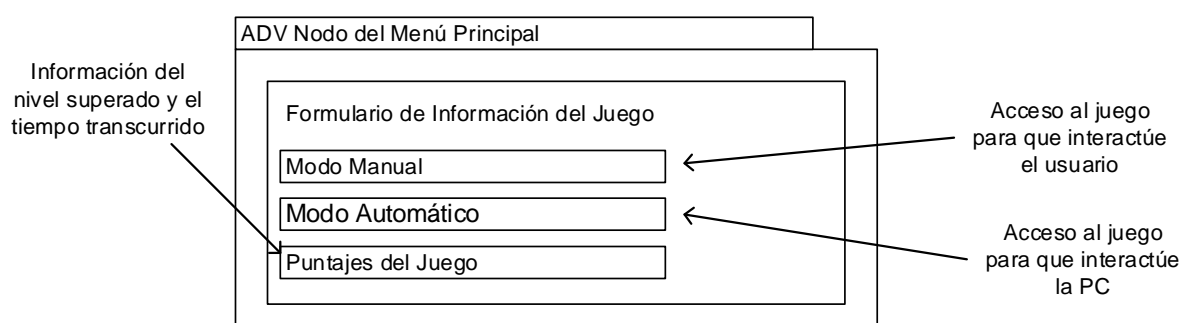 ADV Nodo del Menú Principal
Información del
nivel superado y el
tiempo transcurrido
Formulario de Información del Juego
Modo Manual
Modo Automático
Puntajes del Juego
Acceso al juego
para que interactúe
el usuario
Acceso al juego
para que interactúe
la PC